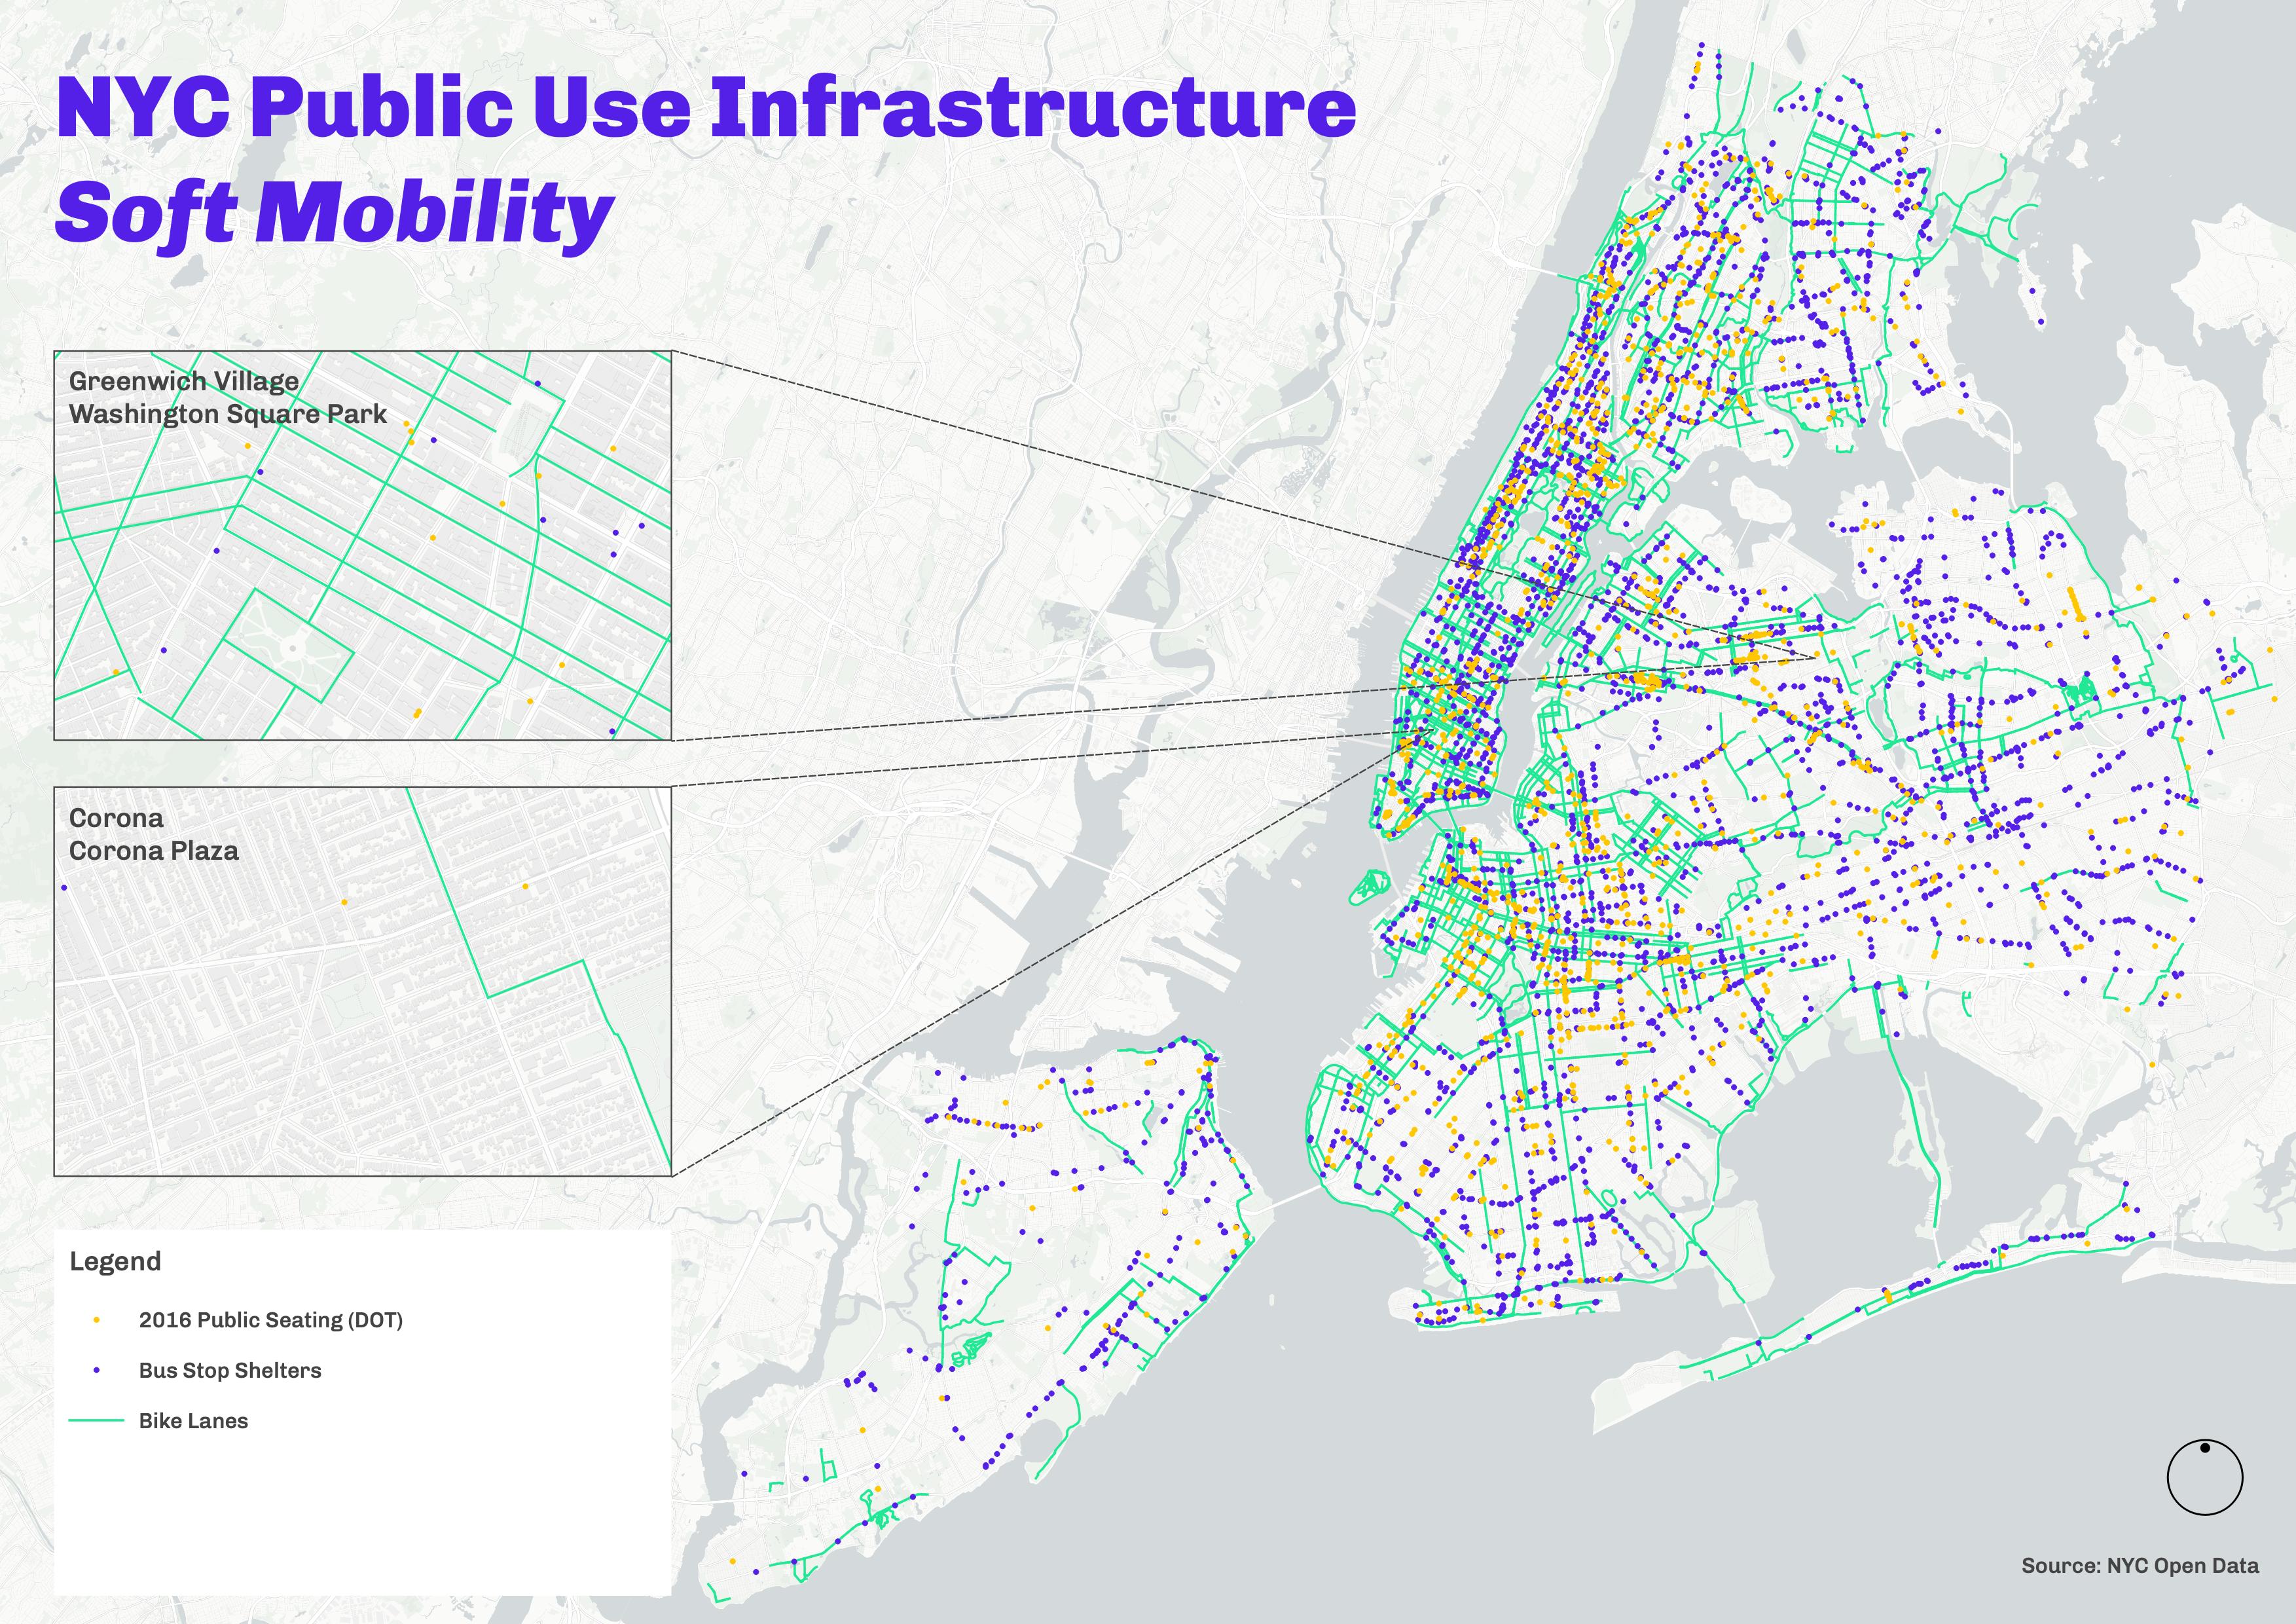 NYC Public Use Infrastructure
Soft Mobility
Greenwich Village
Washington Square Park
Corona
Corona Plaza
Legend
2016 Public Seating (DOT)
Bus Stop Shelters
Bike Lanes
Source: NYC Open Data